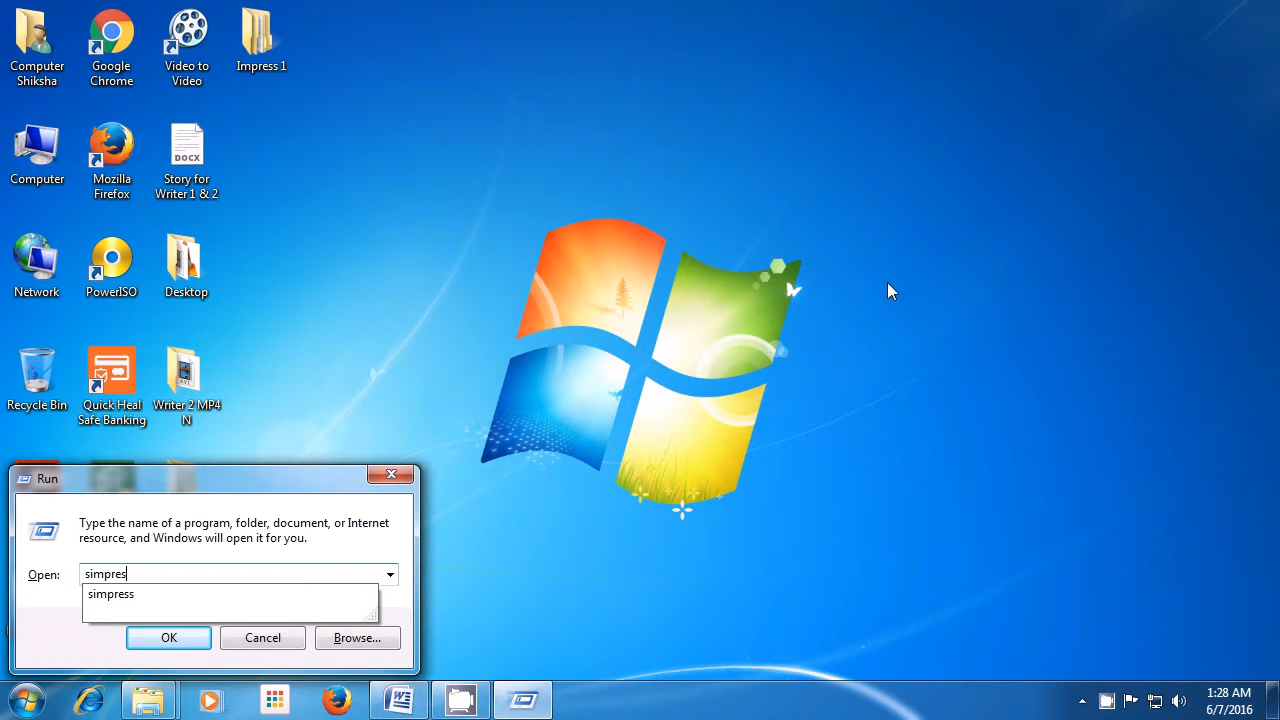 Computer
Shiksha
Google
Chrome
Video to
Video
Impress 1
Computer
Mozilla
Firefox
DOCX
Story for
Writer 1 & 2
Network
PowerISO
Desktop
Recycle Bin
Quick Heal
Safe Banking
Writer 2 MP4
N
Run
Type the name of a program, folder, document, or Internet
resource, and Windows will open it for you.
Open:
simpres
simpress
OK
Cancel
Browse...
1:28 AM
6/7/2016